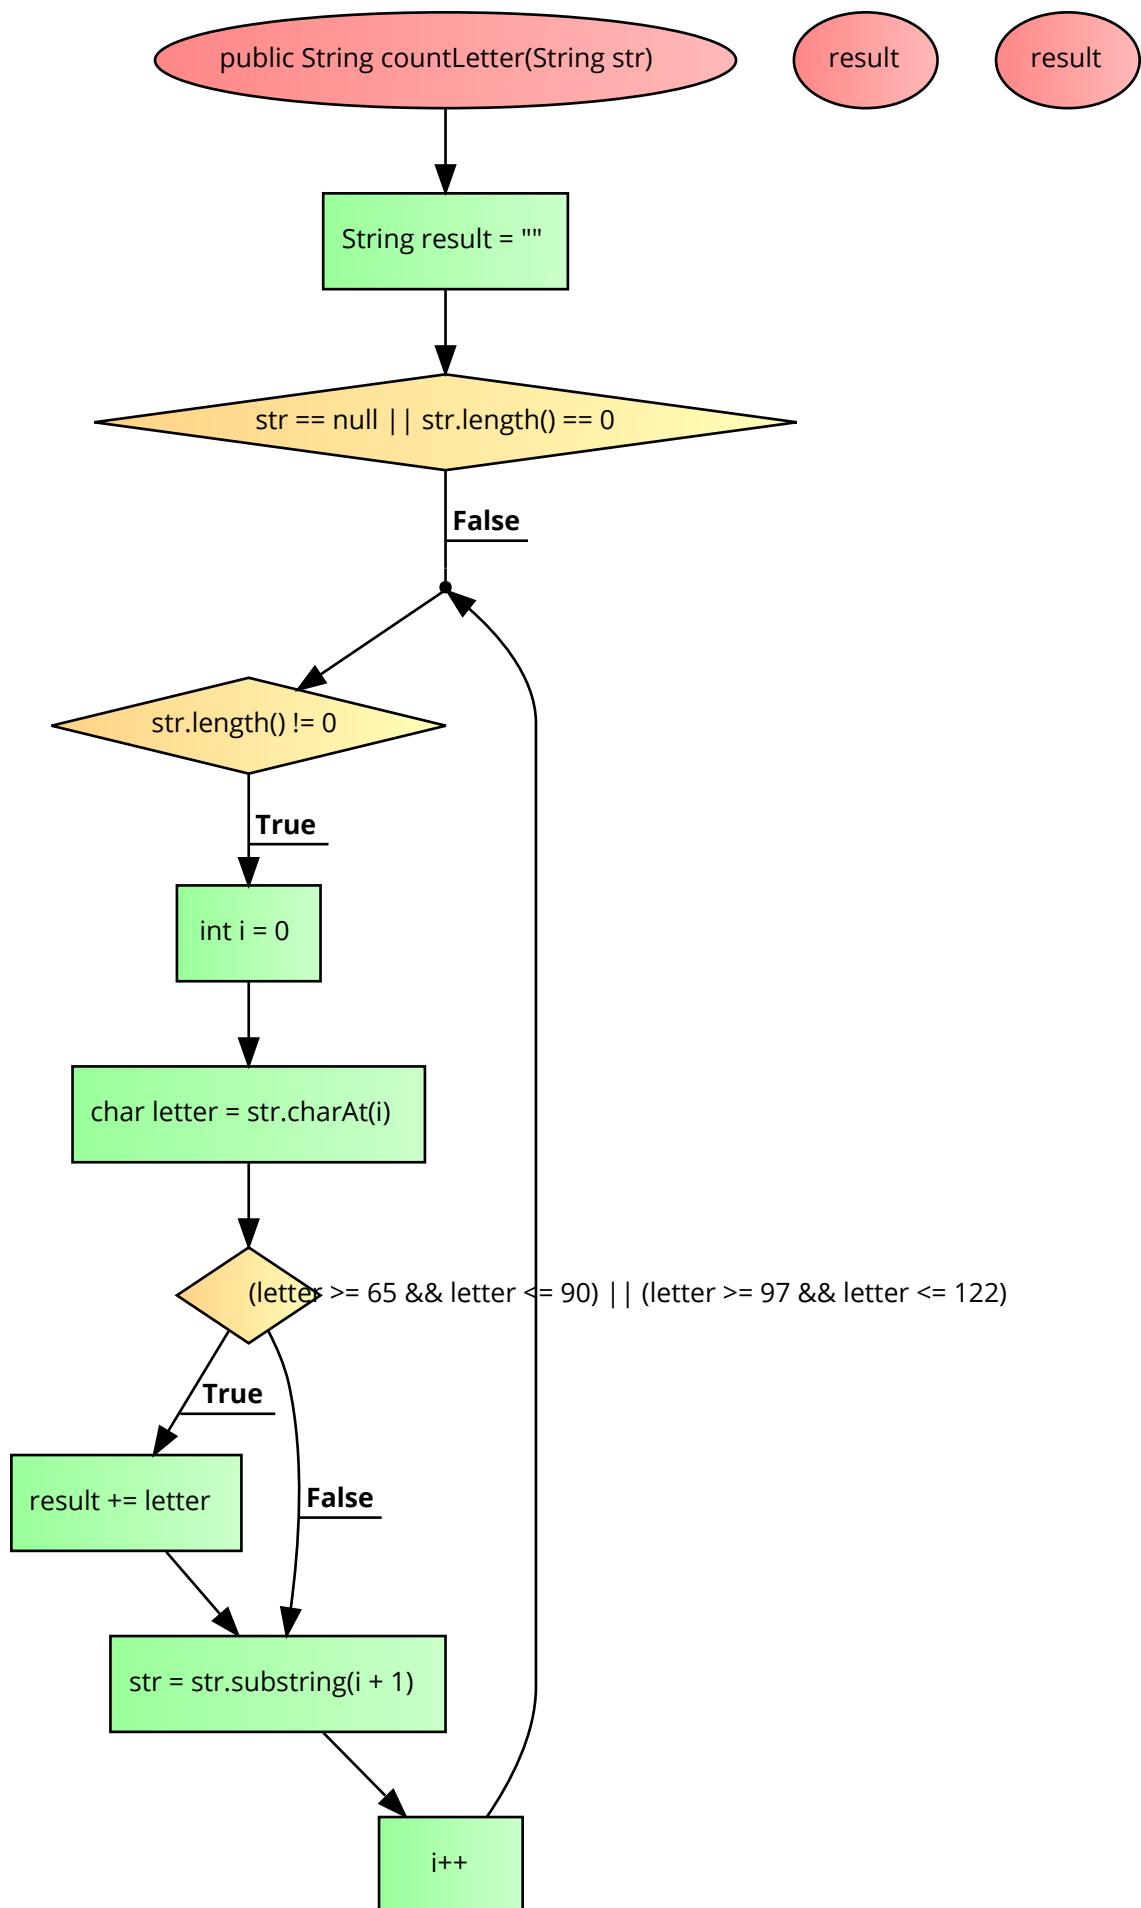 public String countLetter(String str)
result
result
String result = ""
str == null || str.length() == 0
False
str.length() != 0
True
int i = 0
char letter = str.charAt(i)
(letter >= 65 && letter <= 90) || (letter >= 97 && letter <= 122)
True
result += letter
False
str = str.substring(i + 1)
i++